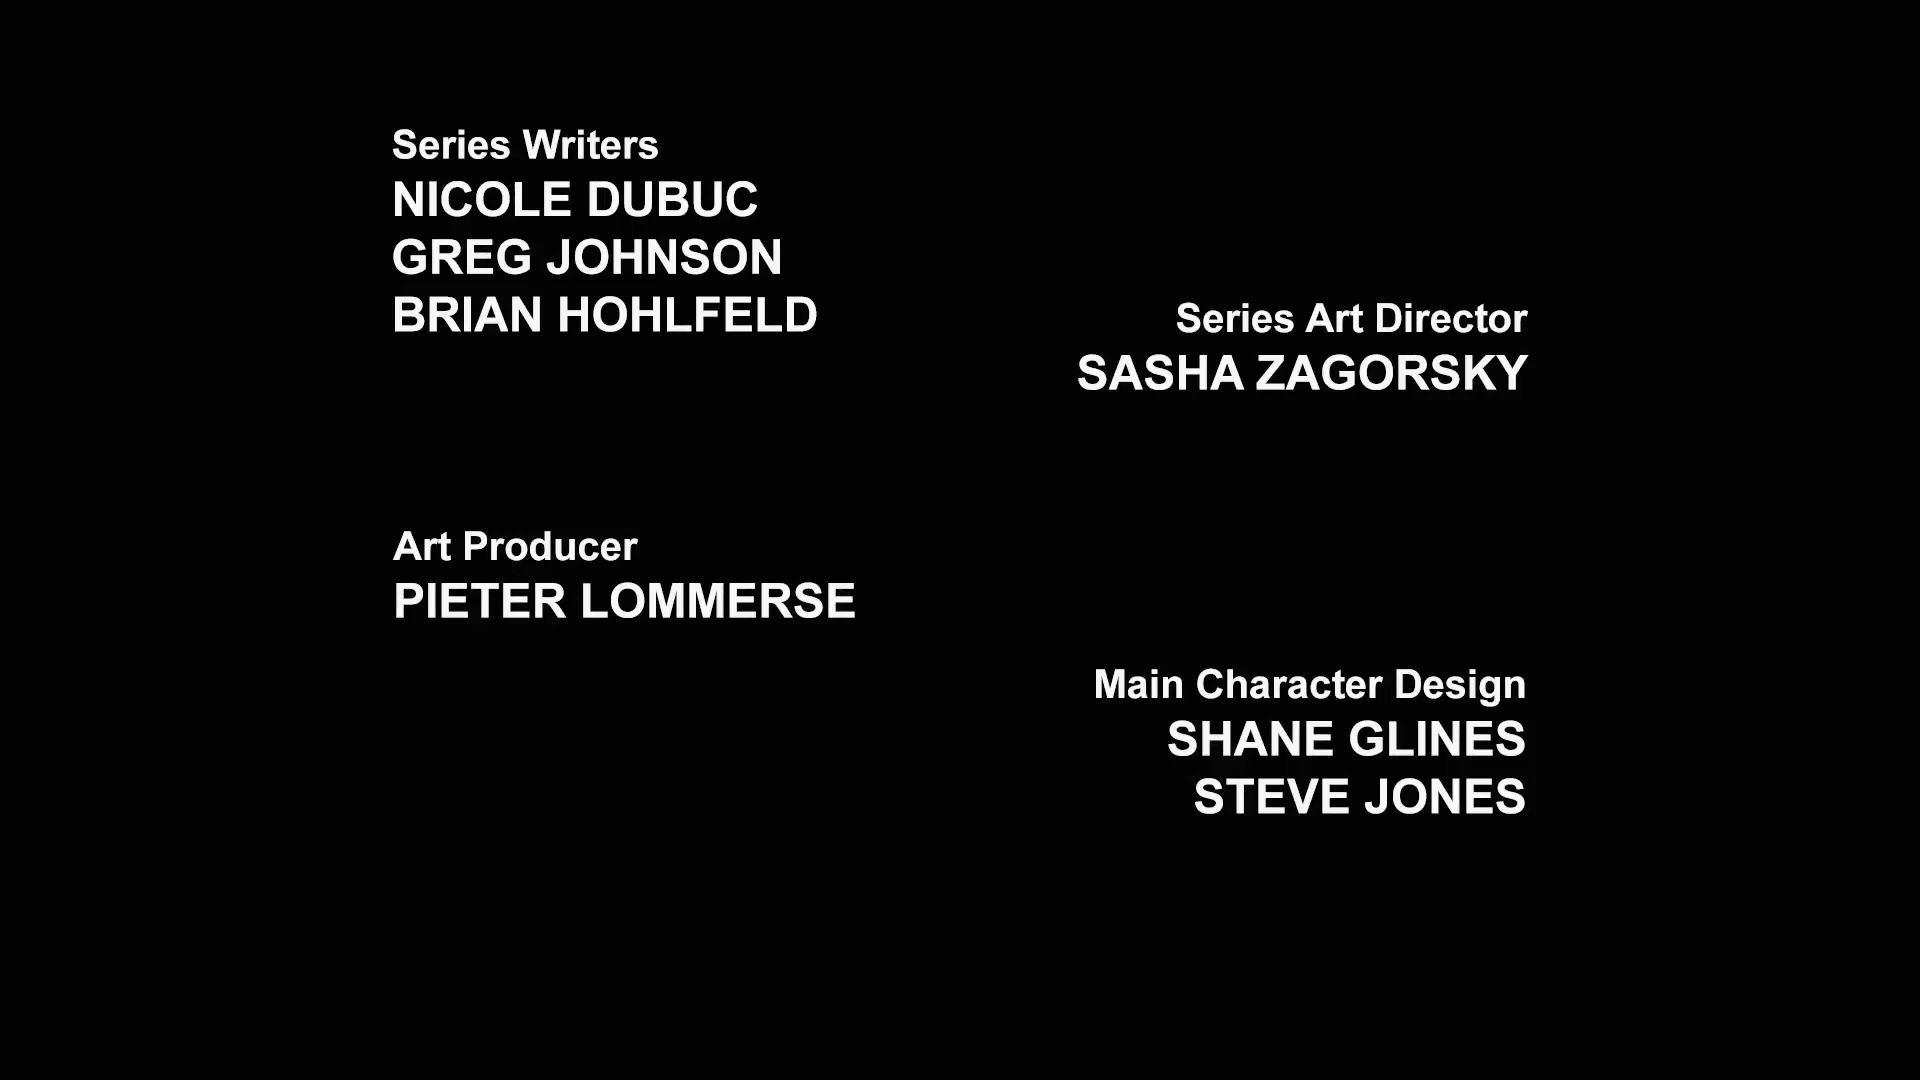 Series Writers
NICOLE DUBUC
GREG JOHNSON
BRIAN HOHLFELD
Series Art Director
SASHA ZAGORSKY
Art Producer
PIETER LOMMERSE
Main Character Design
SHANE GLINES
STEVE JONES